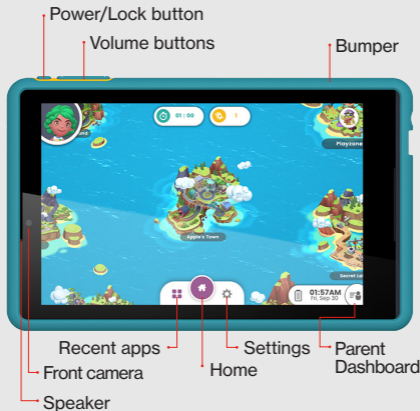 Power/Lock button
Volume buttons
Bumper
01:00
1
Playzone
Apple's Town
01:57AM
Fri, Sep 30
Recent apps
Settings
Parent
Dashboard
Front camera
Home
Speaker